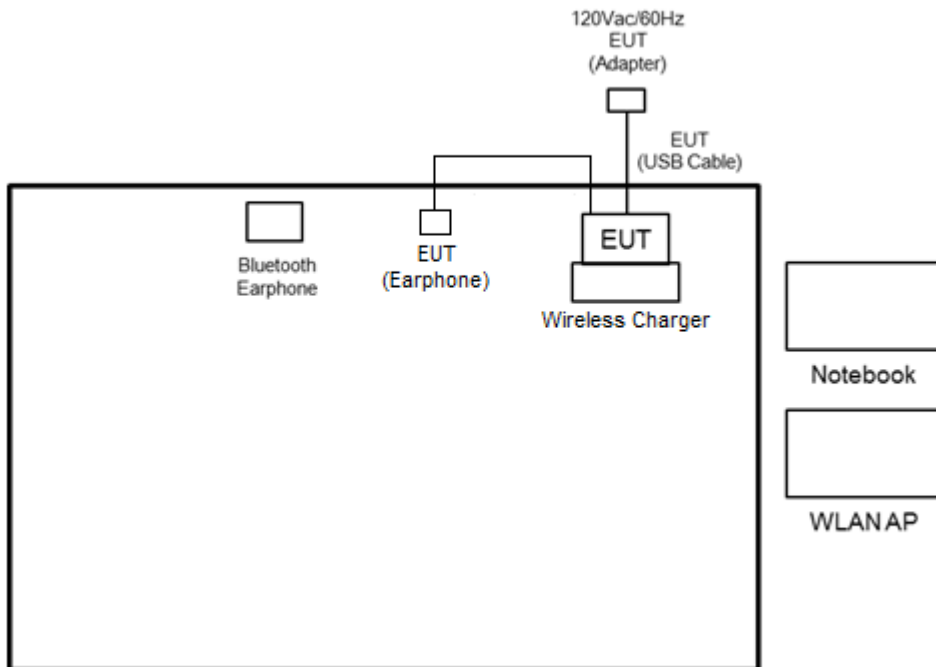 120Vac/60Hz
EUT
(Adapter)
EUT
(USB Cable)
EUT
Bluetooth
Earphone
EUT
(Earphone)
Wireless Charger
Notebook
WLAN AP